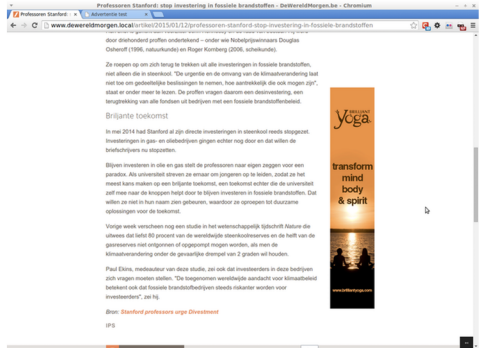 Professoren Stanford: stop investering in fossiele brandstoffen - DeWereldMorgen.be - Chromium
Professoren Stanford: s
Advertentie test
www.dewereldmorgen.local/artikel/2015/01/12/professoren-stanford-stop-investering-in-fossiele-brandstoffen
door driehonderd proffen ondertekend – onder wie Nobelprijswinnaars Douglas
Osheroff (1996, natuurkunde) en Roger Kornberg (2006, scheikunde).
Ze roepen op om zich terug te trekken uit alle investeringen in fossiele brandstoffen,
niet alleen die in steenkool. "De urgentie en de omvang van de klimaatverandering laat
niet toe om gedeeltelijke beslissingen te nemen, hoe aantrekkelijk die ook mogen zijn",
staat er onder meer te lezen. De proffen vragen daarom een desinvestering, een
terugtrekking van alle fondsen uit bedrijven met een fossiele brandstoffenbeleid.
Briljante toekomst
In mei 2014 had Stanford al zijn directe investeringen in steenkool reeds stopgezet.
Investeringen in gas- en oliebedrijven gingen echter nog door en dat willen de
briefschrijvers nu stopzetten.
Blijven investeren in olie en gas stelt de professoren naar eigen zeggen voor een
paradox. Als universiteit streven ze ernaar om jongeren op te leiden, zodat ze het
meest kans maken op een briljante toekomst, een toekomst echter die de universiteit
zelf mee naar de knoppen helpt door te blijven investeren in fossiele brandstoffen. Dat
willen ze niet in hun naam zien gebeuren, waardoor ze oproepen tot duurzame
oplossingen voor de toekomst.
Vorige week verscheen nog een studie in het wetenschappelijk tijdschrift Nature die
uitwees dat liefst 80 procent van de wereldwijde steenkoolreserves en de helft van de
gasreserves niet ontgonnen of opgepompt mogen worden, als men de
klimaatverandering onder de gevaarlijke drempel van 2 graden wil houden.
Paul Ekins, medeauteur van deze studie, zei ook dat investeerders in deze bedrijven
zich vragen moeten stellen. "De toegenomen wereldwijde aandacht voor klimaatbeleid
betekent ook dat fossiele brandstofbedrijven steeds riskanter worden voor
investeerders", zei hij.
Bron: Stanford professors urge Divestment
IPS
BRILLIANT
yoga
transform
mind
body
& spirit
www.brilliantyoga.com